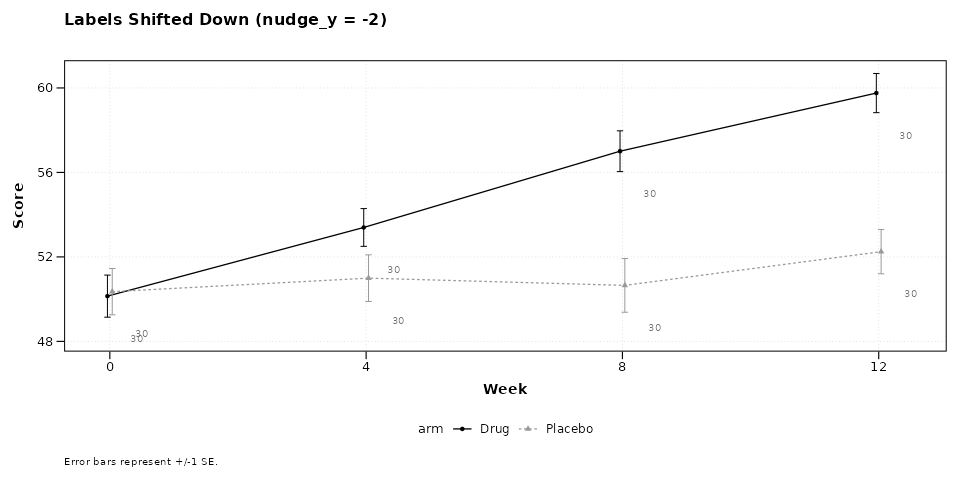 Labels Shifted Down (nudge_y = -2)
Score
60
56
52
48
30
30
30
30
30
30
30
30
0 4 8 12
Week
arm Drug Placebo
Error bars represent +/-1 SE.